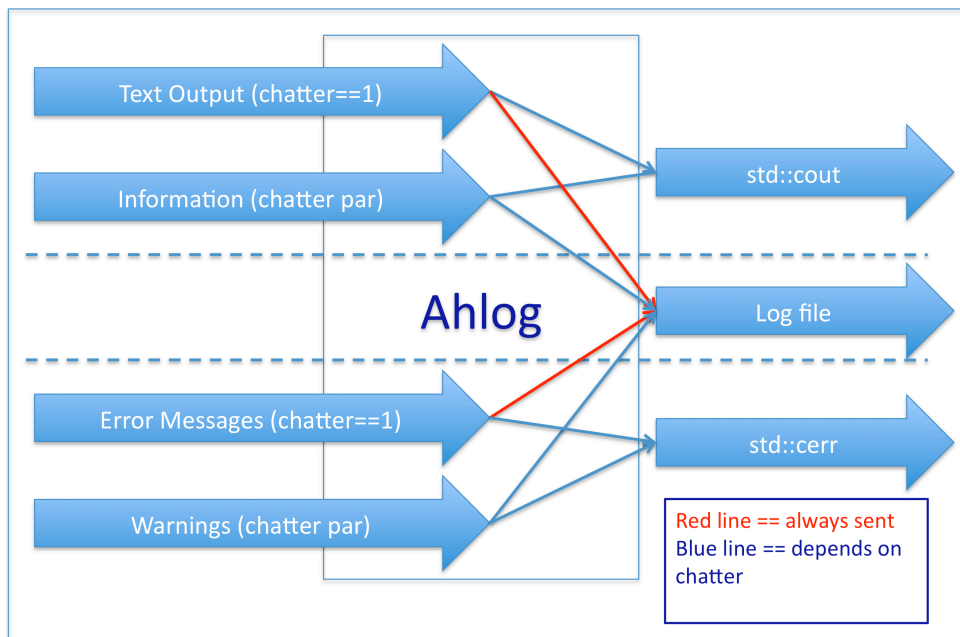 Text Output (chatter==1)
Information (chatter par)
std::cout
Ahlog
Log file
Error Messages (chatter==1)
Warnings (chatter par)
std::cerr
Red line == always sent
Blue line == depends on
chatter